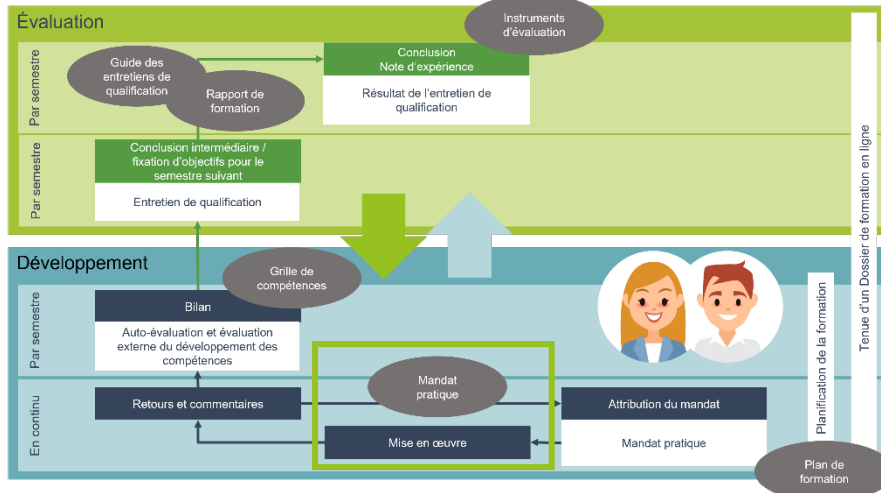 Évaluation
Instruments
d'évaluation
Par semestre
Guide des
entretiens de
qualification
Rapport de
formation
Conclusion
Note d'expérience
Résultat de l'entretien de
qualification
Par semestre
Conclusion intermédiaire /
fixation d'objectifs pour le
semestre suivant
Entretien de qualification
Développement
Grille de
compétences
Par semestre
Bilan
Auto-évaluation et évaluation
externe du développement des
compétences
En continu
Retours et commentaires
Mandat
pratique
Mise en œuvre
Attribution du mandat
Mandat pratique
Planification de la formation
Tenue d'un Dossier de formation en ligne
Plan de
formation